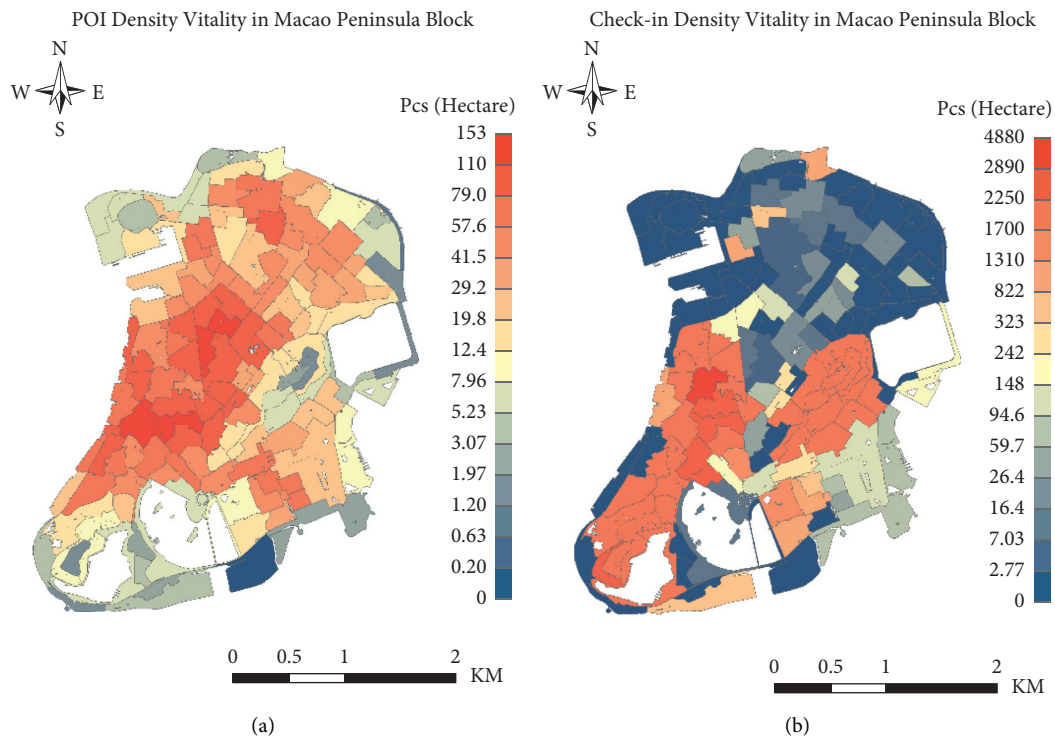 POI Density Vitality in Macao Peninsula Block
N
W E
S
Pcs (Hectare)
153
110
79.0
57.6
41.5
29.2
19.8
12.4
7.96
5.23
3.07
1.97
1.20
0.63
0.20
0
0 0.5 1 2
KM
(a)
Check-in Density Vitality in Macao Peninsula Block
N
W E
S
Pcs (Hectare)
4880
2890
2250
1700
1310
822
323
242
148
94.6
59.7
26.4
16.4
7.03
2.77
0
0 0.5 1 2
KM
(b)